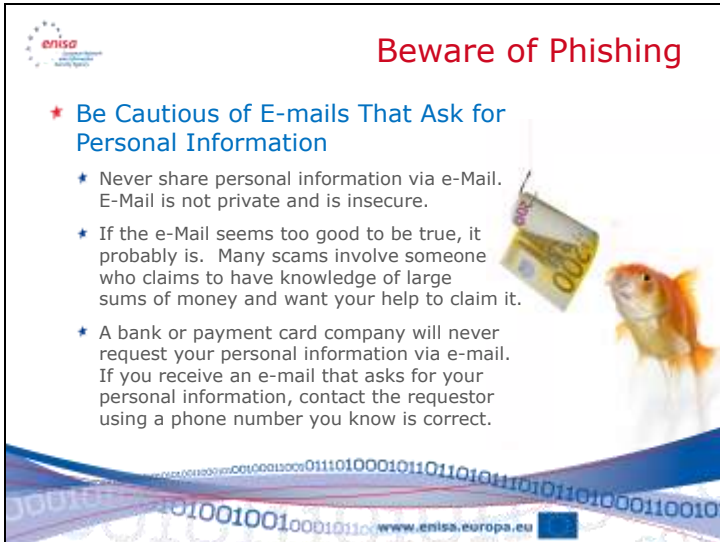 enisa
Beware of Phishing
Be Cautious of E-mails That Ask for
Personal Information
Never share personal information via e-Mail.
E-Mail is not private and is insecure.
If the e-Mail seems too good to be true, it
probably is. Many scams involve someone
who claims to have knowledge of large
sums of money and want your help to claim it.
A bank or payment card company will never
request your personal information via e-mail.
If you receive an e-mail that asks for your
personal information, contact the requestor
using a phone number you know is correct.
200
www.enisa.europa.eu